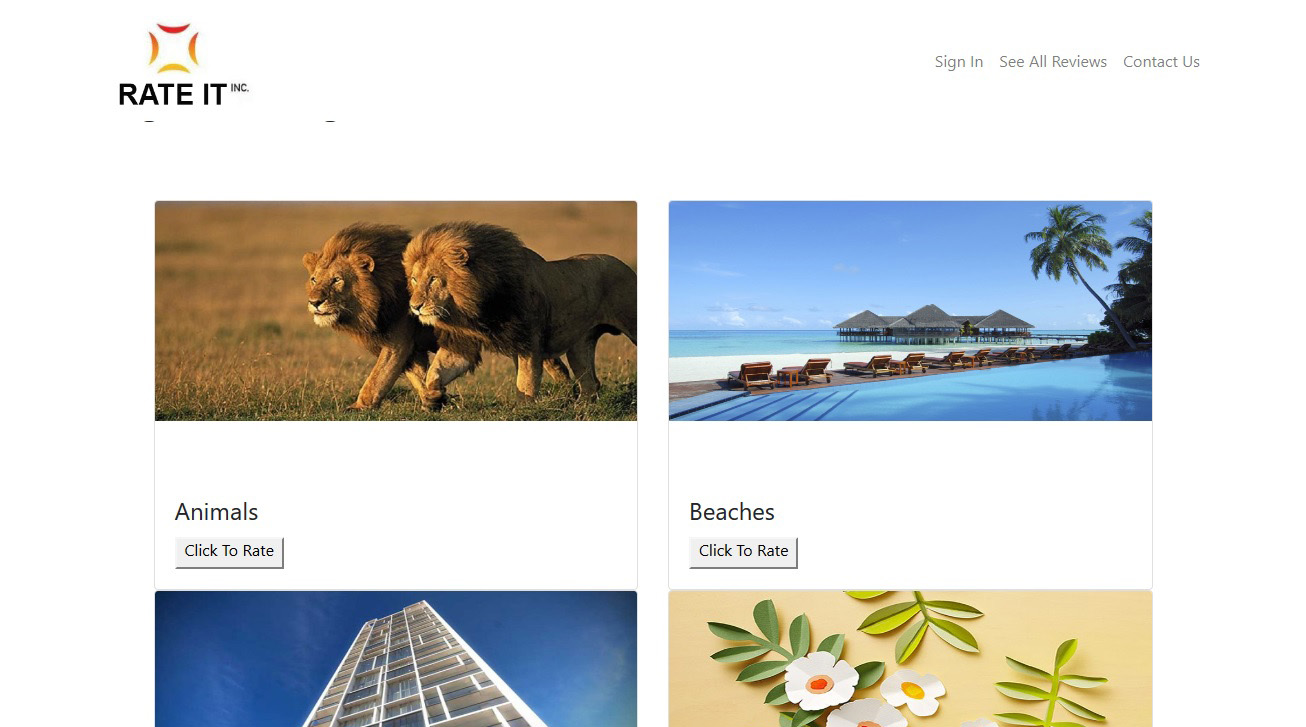 Sign In See All Reviews Contact Us
RATE IT INC.
Animals
Click To Rate
Beaches
Click To Rate